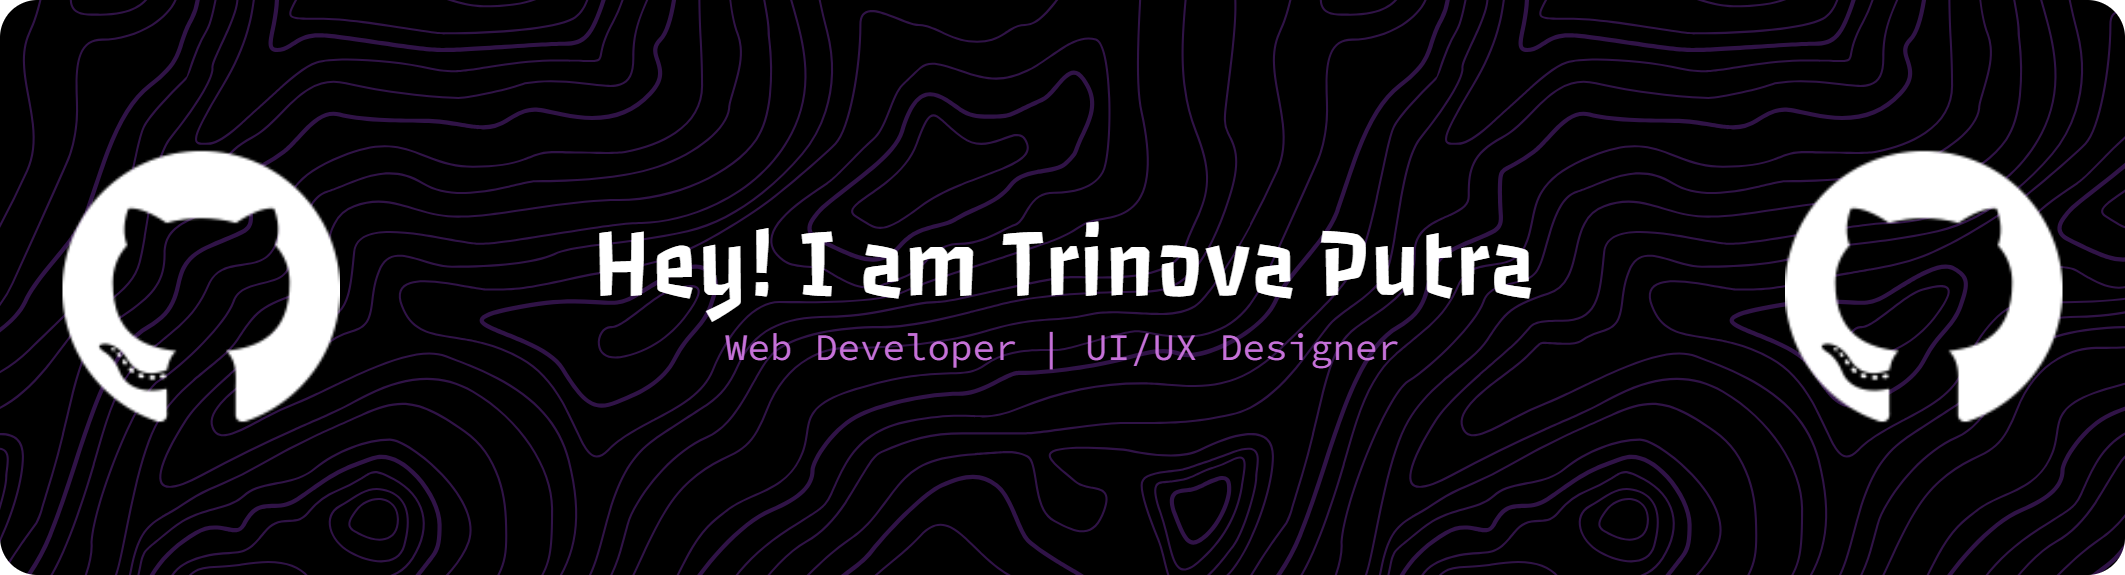 Hey! I am Trinova Putra
Web Developer | UI/UX Designer